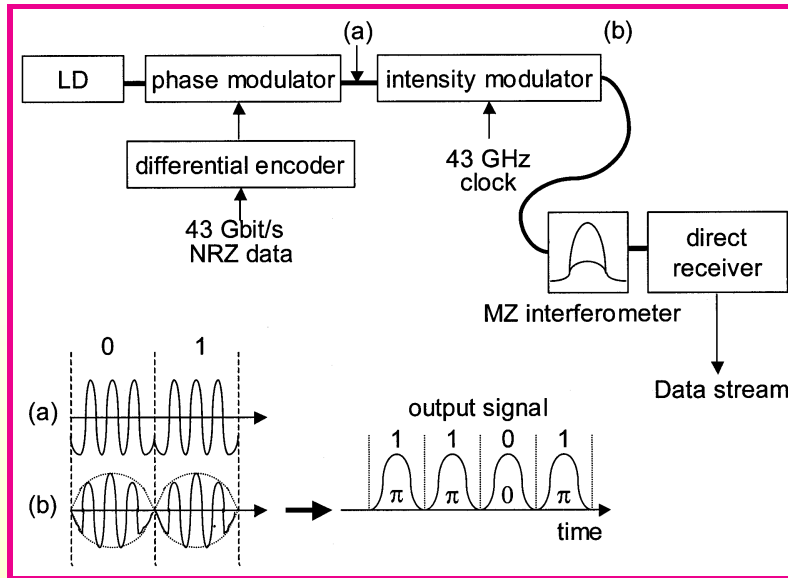 (a)
(b)
LD
phase modulator
intensity modulator
differential encoder
43 GHz
clock
43 Gbit/s
NRZ data
direct
receiver
MZ interferometer
Data stream
0 1
(a)
(b)
output signal
1 1 0 1
π π 0 π
time